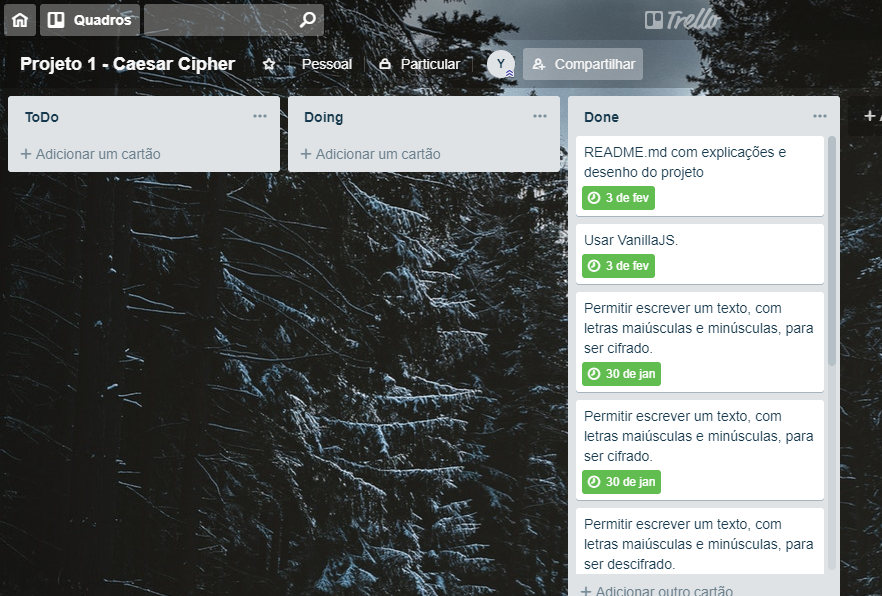 Quadros
Trello
Projeto 1 - Caesar Cipher
Pessoal
Particular
Y
Compartilhar
ToDo
+ Adicionar um cartão
Doing
+ Adicionar um cartão
Done
README.md com explicações e
desenho do projeto
3 de fev
Usar VanillaJS.
3 de fev
Permitir escrever um texto, com
letras maiúsculas e minúsculas, para
ser cifrado.
30 de jan
Permitir escrever um texto, com
letras maiúsculas e minúsculas, para
ser cifrado.
30 de jan
Permitir escrever um texto, com
letras maiúsculas e minúsculas, para
ser descifrado.
+ Adicionar outro cartão